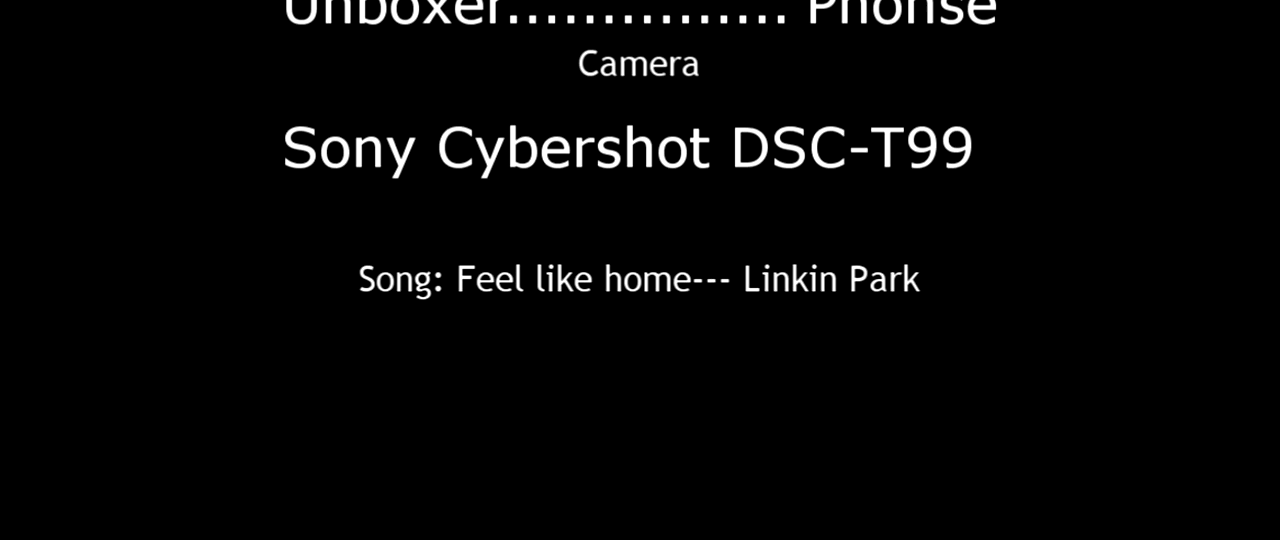 Unboxer............... Phonse
Camera
Sony Cybershot DSC-T99
Song: Feel like home--- Linkin Park